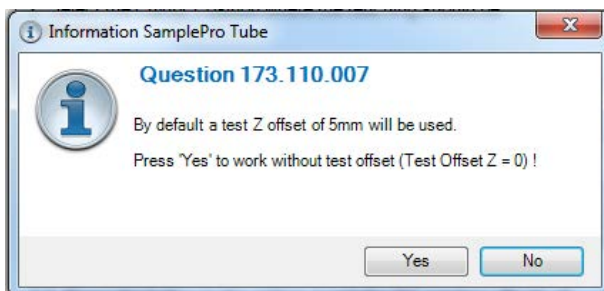 Information SamplePro Tube
Question 173.110.007
By default a test Z offset of 5mm will be used.
Press 'Yes' to work without test offset (Test Offset Z = 0) !
Yes
No